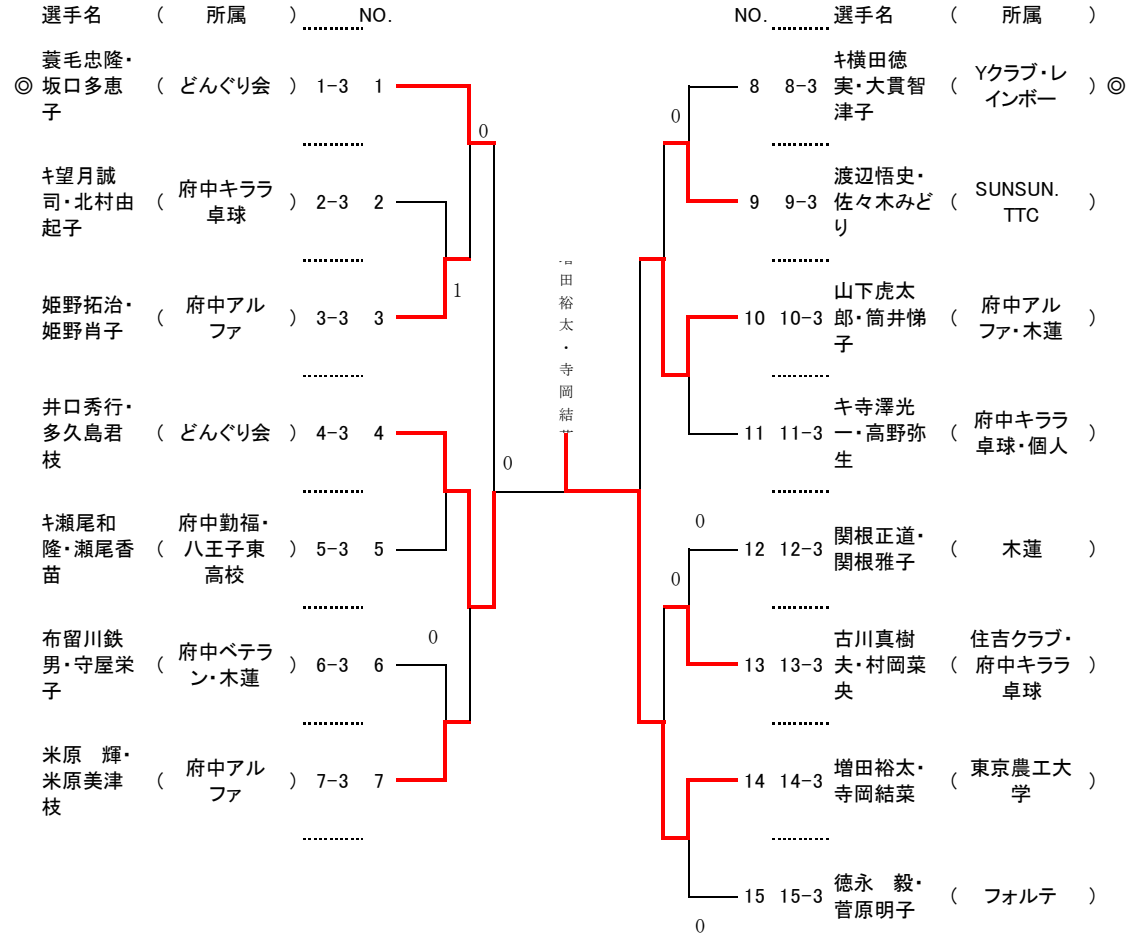 選手名 ( 所属 ) NO.
蓑毛忠隆・
◎ 坂口多恵 ( どんぐり会 ) 1-3 1
子
0
ｷ望月誠
司・北村由 ( 府中キララ
卓球 ) 2-3 2
起子
1
姫野拓治・
姫野肖子 ( 府中アル
ファ ) 3-3 3
井口秀行・
多久島君 ( どんぐり会 ) 4-3 4
枝
0
ｷ瀬尾和
隆・瀬尾香 ( 府中勤福・
八王子東
高校 ) 5-3 5
苗
布留川鉄
男・守屋栄 ( 府中ベテラ
ン・木蓮 ) 6-3 6
子
0
米原　輝・
米原美津 ( 府中アル
ファ ) 7-3 7
枝
田
裕
太
・
寺
岡
結
NO. 選手名 ( 所属 )
ｷ横田徳
8 8-3 実・大貫智 ( Yクラブ・レ
インボー ) ◎
津子
0
渡辺悟史・
9 9-3 佐々木みど ( SUNSUN.
TTC )
り
山下虎太
10 10-3 郎・筒井悌 ( 府中アル
ファ・木蓮 )
子
キ寺澤光
11 11-3 一・高野弥 ( 府中キララ
卓球・個人 )
生
0
12 12-3 関根正道・
関根雅子 ( 木蓮 )
0
古川真樹
13 13-3 夫・村岡菜 ( 住吉クラブ・
府中キララ
卓球 )
央
14 14-3 増田裕太・
寺岡結菜 ( 東京農工大
学 )
15 15-3 徳永　毅・
菅原明子 ( フォルテ )
0